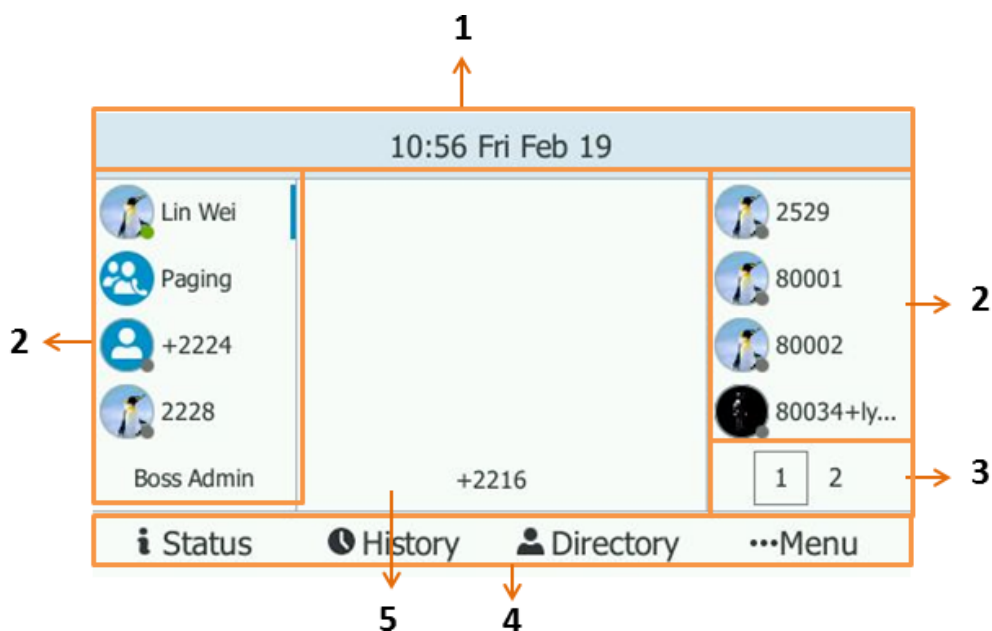 1
10:56 Fri Feb 19
Lin Wei
Paging
+2224
2228
Boss Admin
2
+2216
2529
80001
80002
80034+ly...
2
1 2
3
Status History Directory Menu
5
4